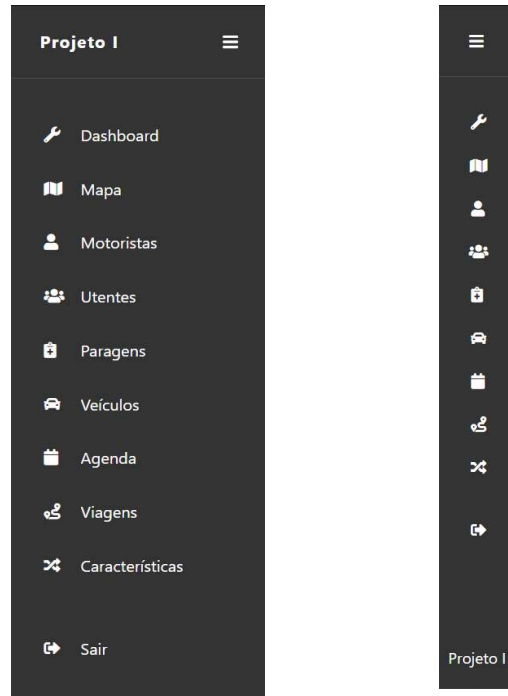 Projeto I
Dashboard
Mapa
Motoristas
Utentes
Paragens
Veículos
Agenda
Viagens
Características
Sair
Projeto I